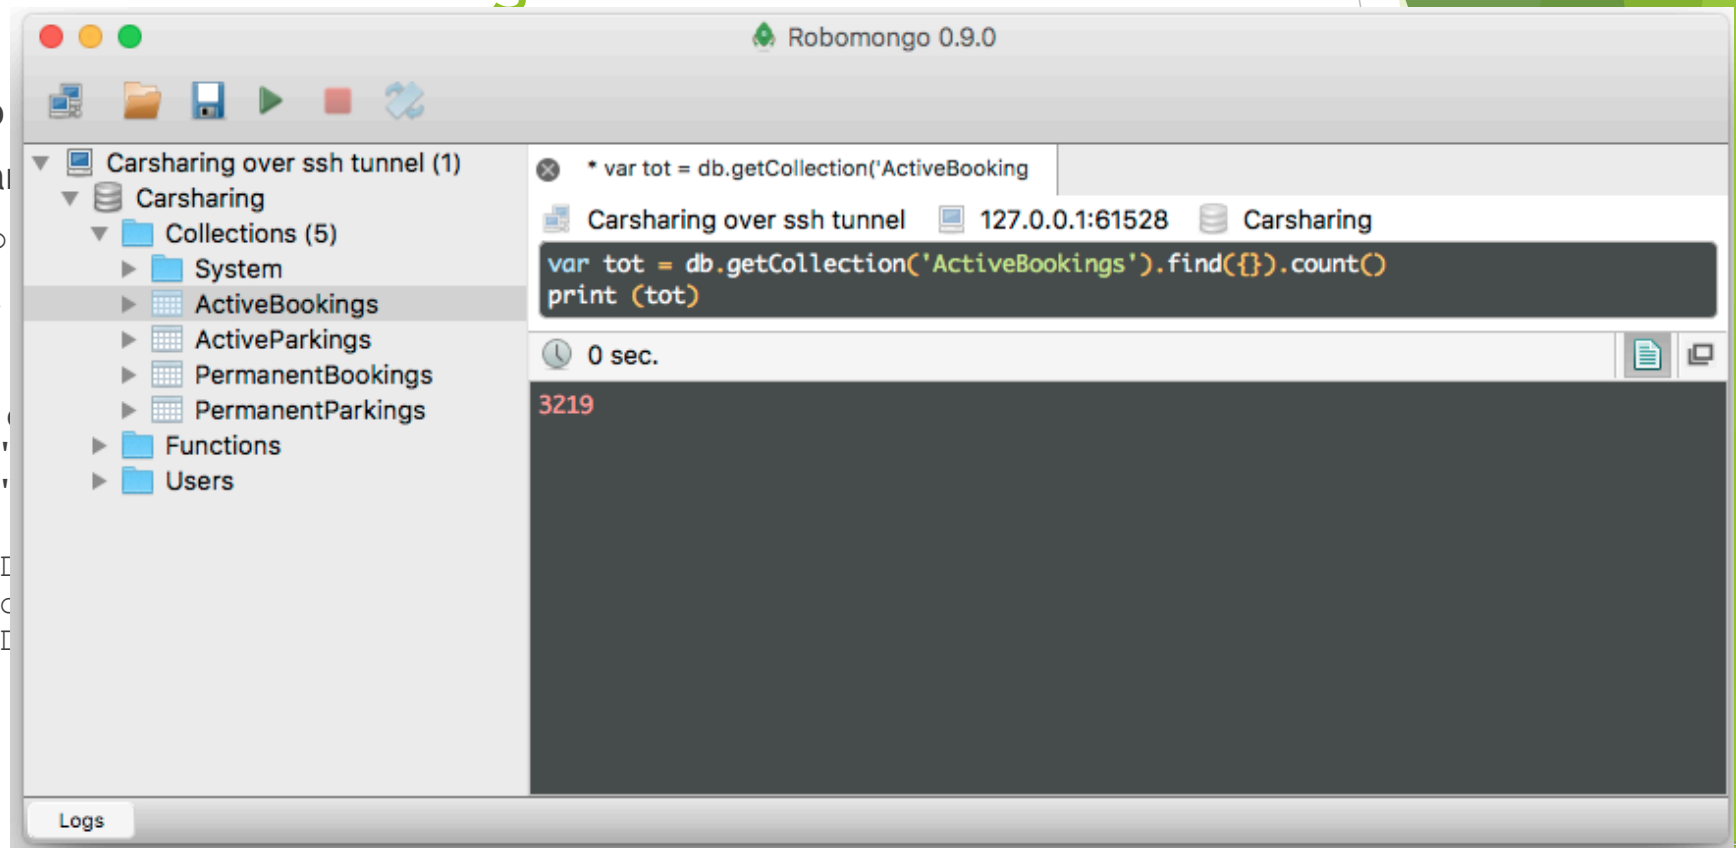 Robomongo 0.9.0
Carsharing over ssh tunnel (1)
Carsharing
Collections (5)
System
ActiveBookings
ActiveParkings
PermanentBookings
PermanentParkings
Functions
Users
* var tot = db.getCollection('ActiveBooking
Carsharing over ssh tunnel 127.0.0.1:61528 Carsharing
var tot = db.getCollection('ActiveBookings').find({}).count()
print (tot)
0 sec.
3219
Logs